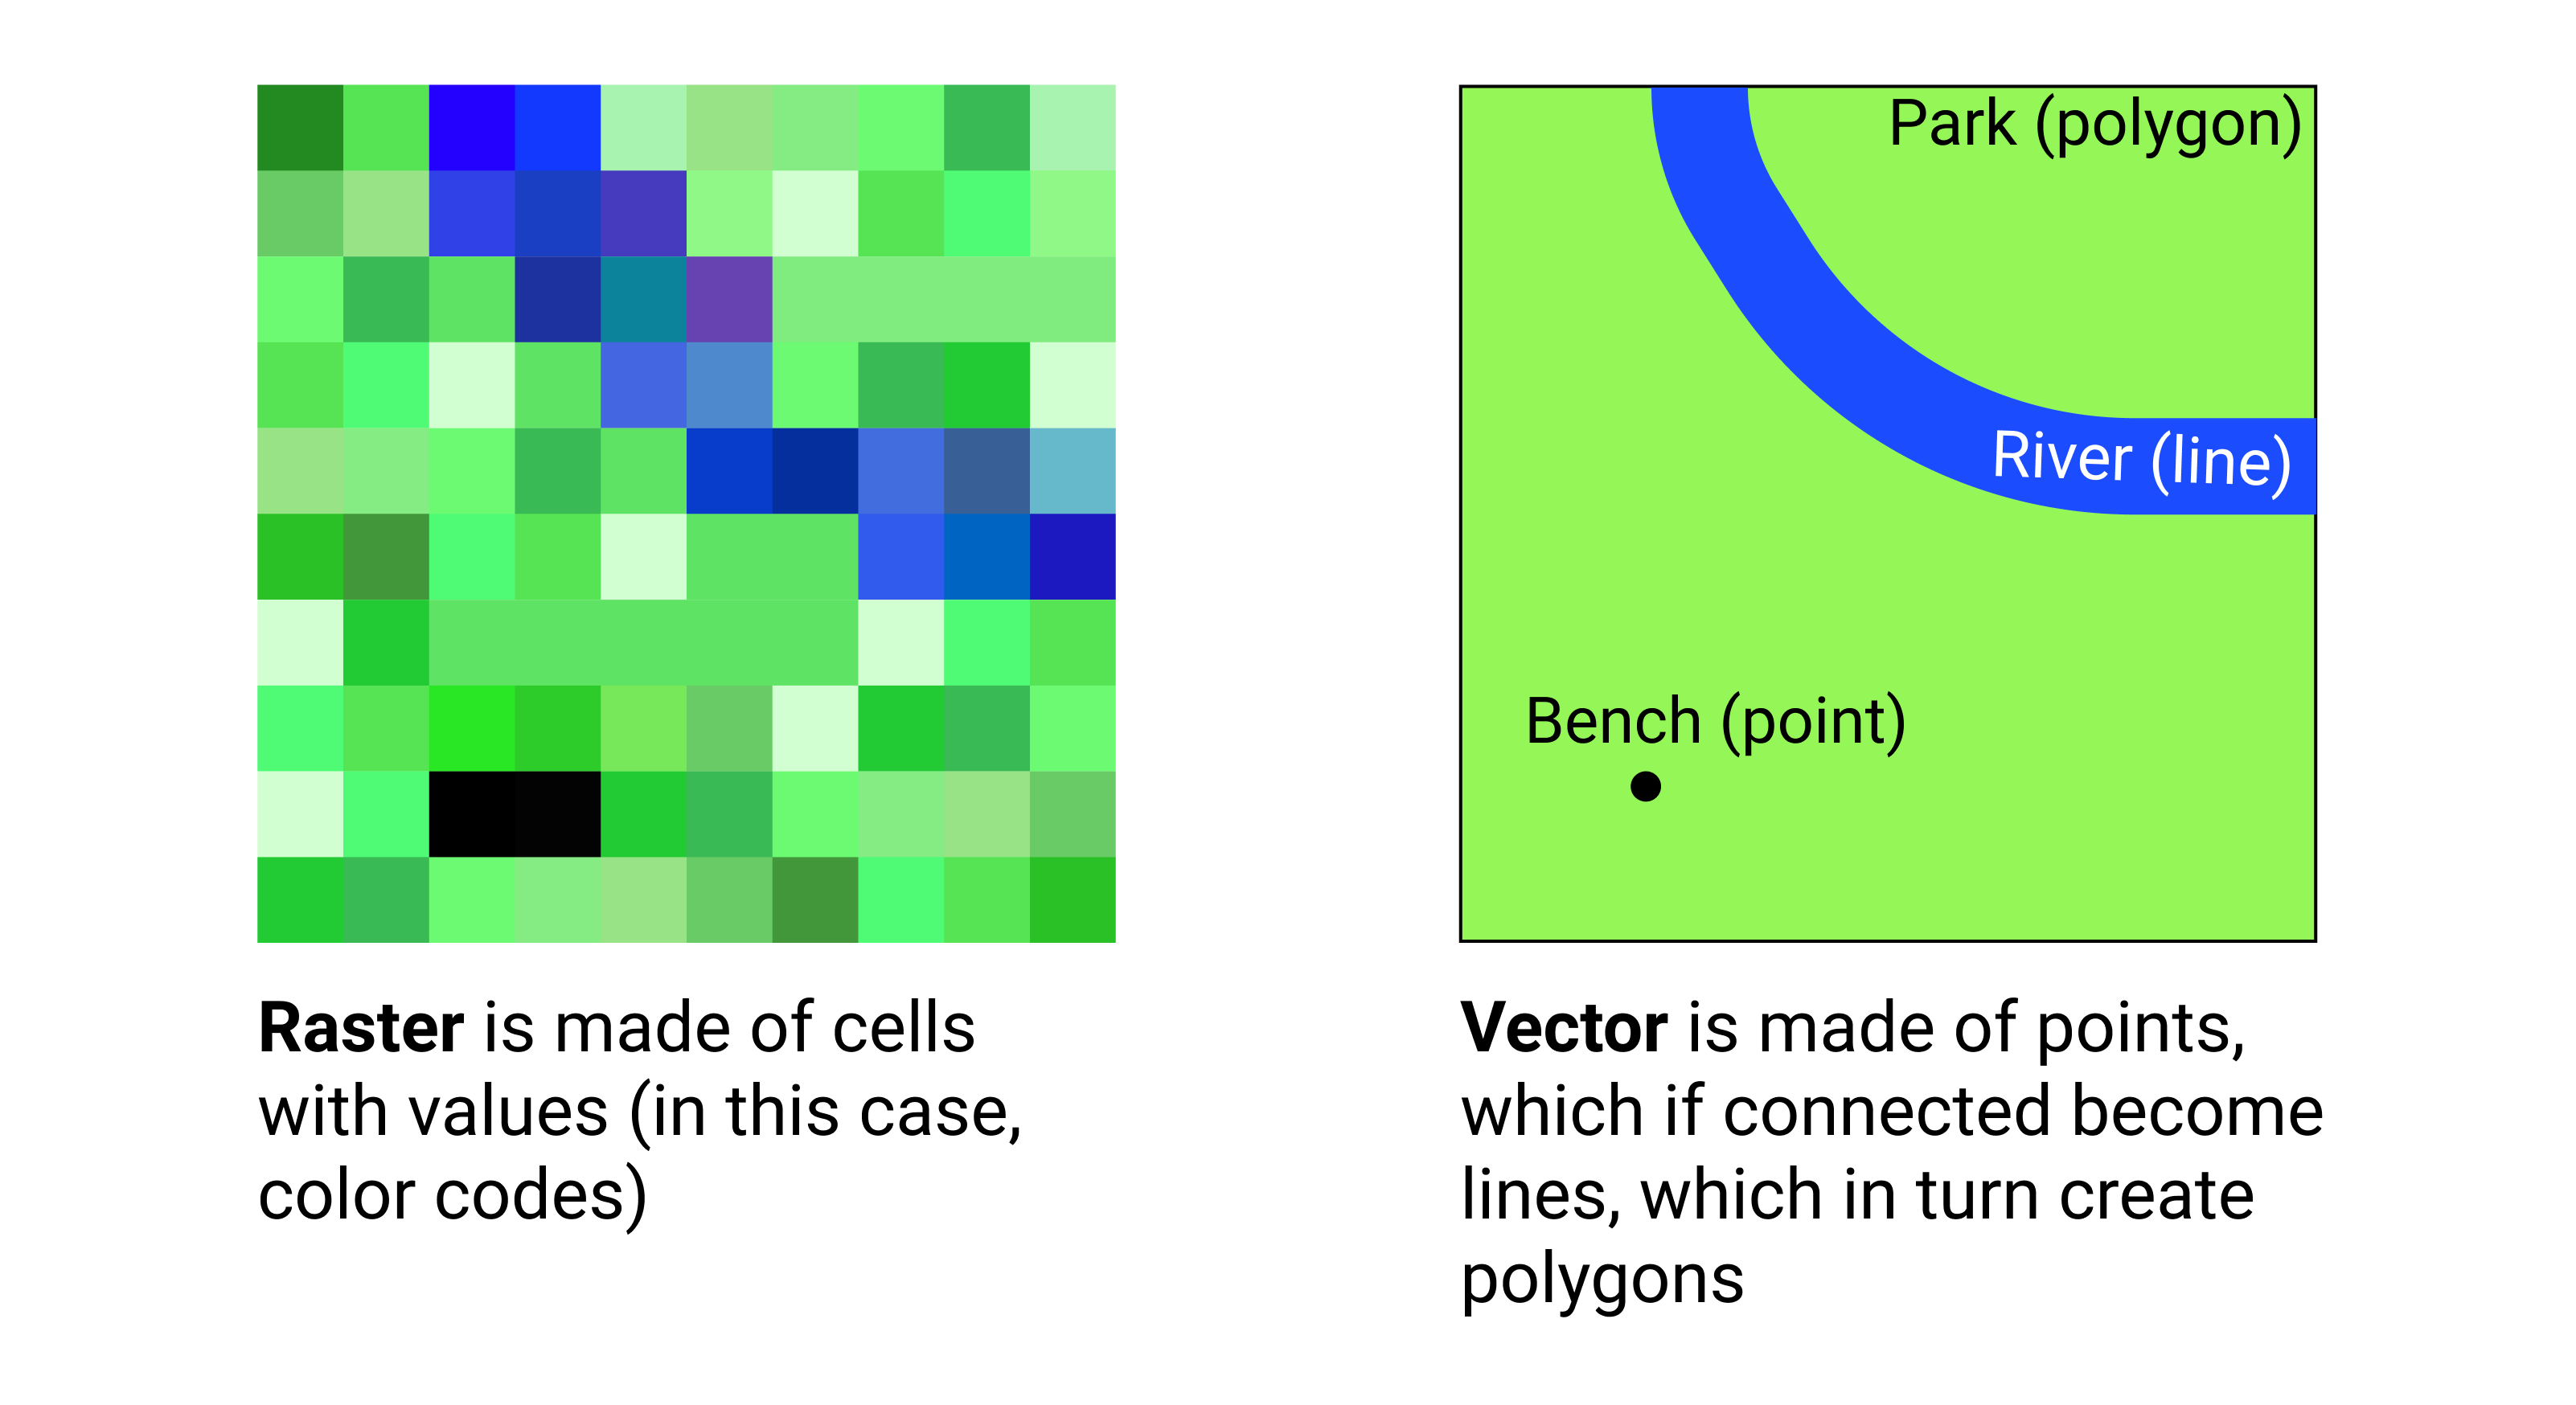 Park (polygon)
River (line)
Bench (point)
Raster is made of cells
with values (in this case,
color codes)
Vector is made of points,
which if connected become
lines, which in turn create
polygons